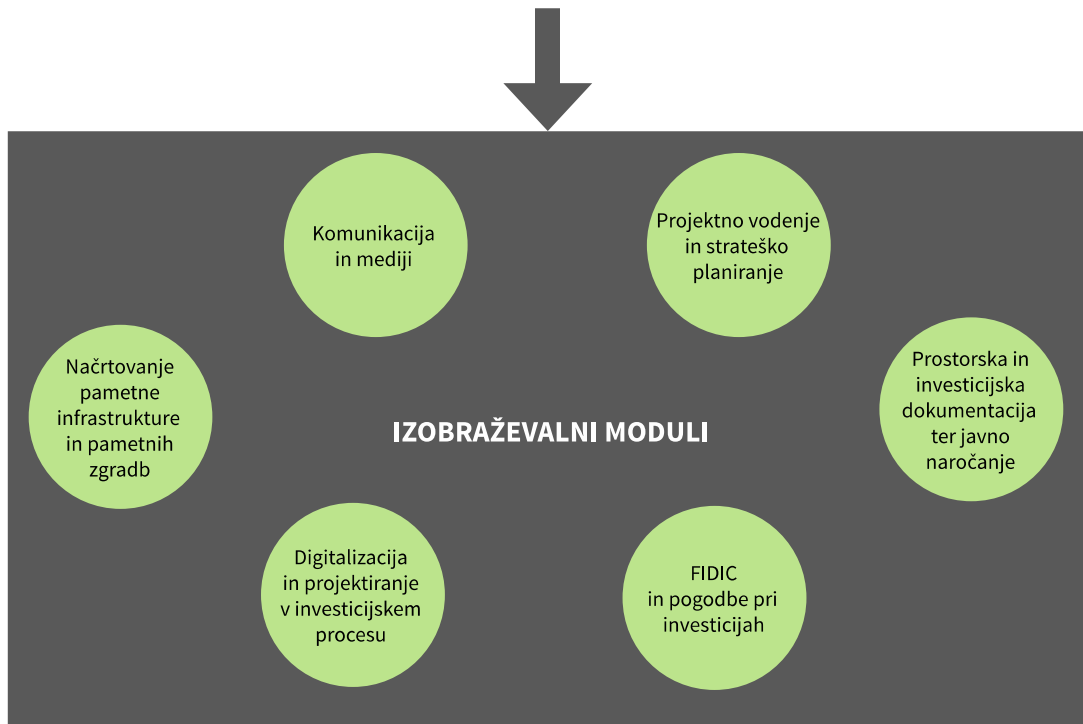 Komunikacija
in mediji
Projektno vodenje
in strateško
planiranje
Načrtovanje
pametne
infrastrukture
in pametnih
zgradb
Prostorska in
investicijska
dokumentacija
ter javno
naročanje
IZOBRAŽEVALNI MODULI
Digitalizacija
in projektiranje
v investicijskem
procesu
FIDIC
in pogodbe pri
investicijah